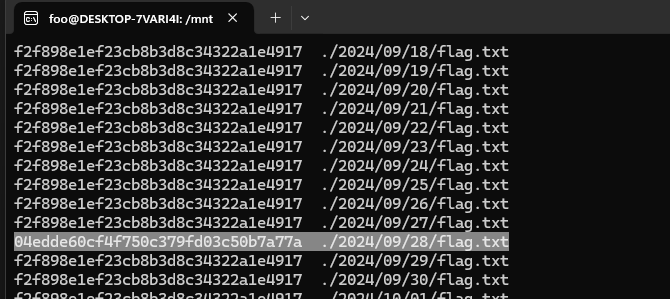 foo@DESKTOP-7VARI4I: /mnt
f2f898e1ef23cb8b3d8c34322a1e4917  ./2024/09/18/flag.txt
f2f898e1ef23cb8b3d8c34322a1e4917  ./2024/09/19/flag.txt
f2f898e1ef23cb8b3d8c34322a1e4917  ./2024/09/20/flag.txt
f2f898e1ef23cb8b3d8c34322a1e4917  ./2024/09/21/flag.txt
f2f898e1ef23cb8b3d8c34322a1e4917  ./2024/09/22/flag.txt
f2f898e1ef23cb8b3d8c34322a1e4917  ./2024/09/23/flag.txt
f2f898e1ef23cb8b3d8c34322a1e4917  ./2024/09/24/flag.txt
f2f898e1ef23cb8b3d8c34322a1e4917  ./2024/09/25/flag.txt
f2f898e1ef23cb8b3d8c34322a1e4917  ./2024/09/26/flag.txt
f2f898e1ef23cb8b3d8c34322a1e4917  ./2024/09/27/flag.txt
04edde60cf4f750c379fd03c50b7a77a  ./2024/09/28/flag.txt
f2f898e1ef23cb8b3d8c34322a1e4917  ./2024/09/29/flag.txt
f2f898e1ef23cb8b3d8c34322a1e4917  ./2024/09/30/flag.txt
f2f898e1ef23cb8b3d8c34322a1e4917  ./2024/10/01/flag.txt